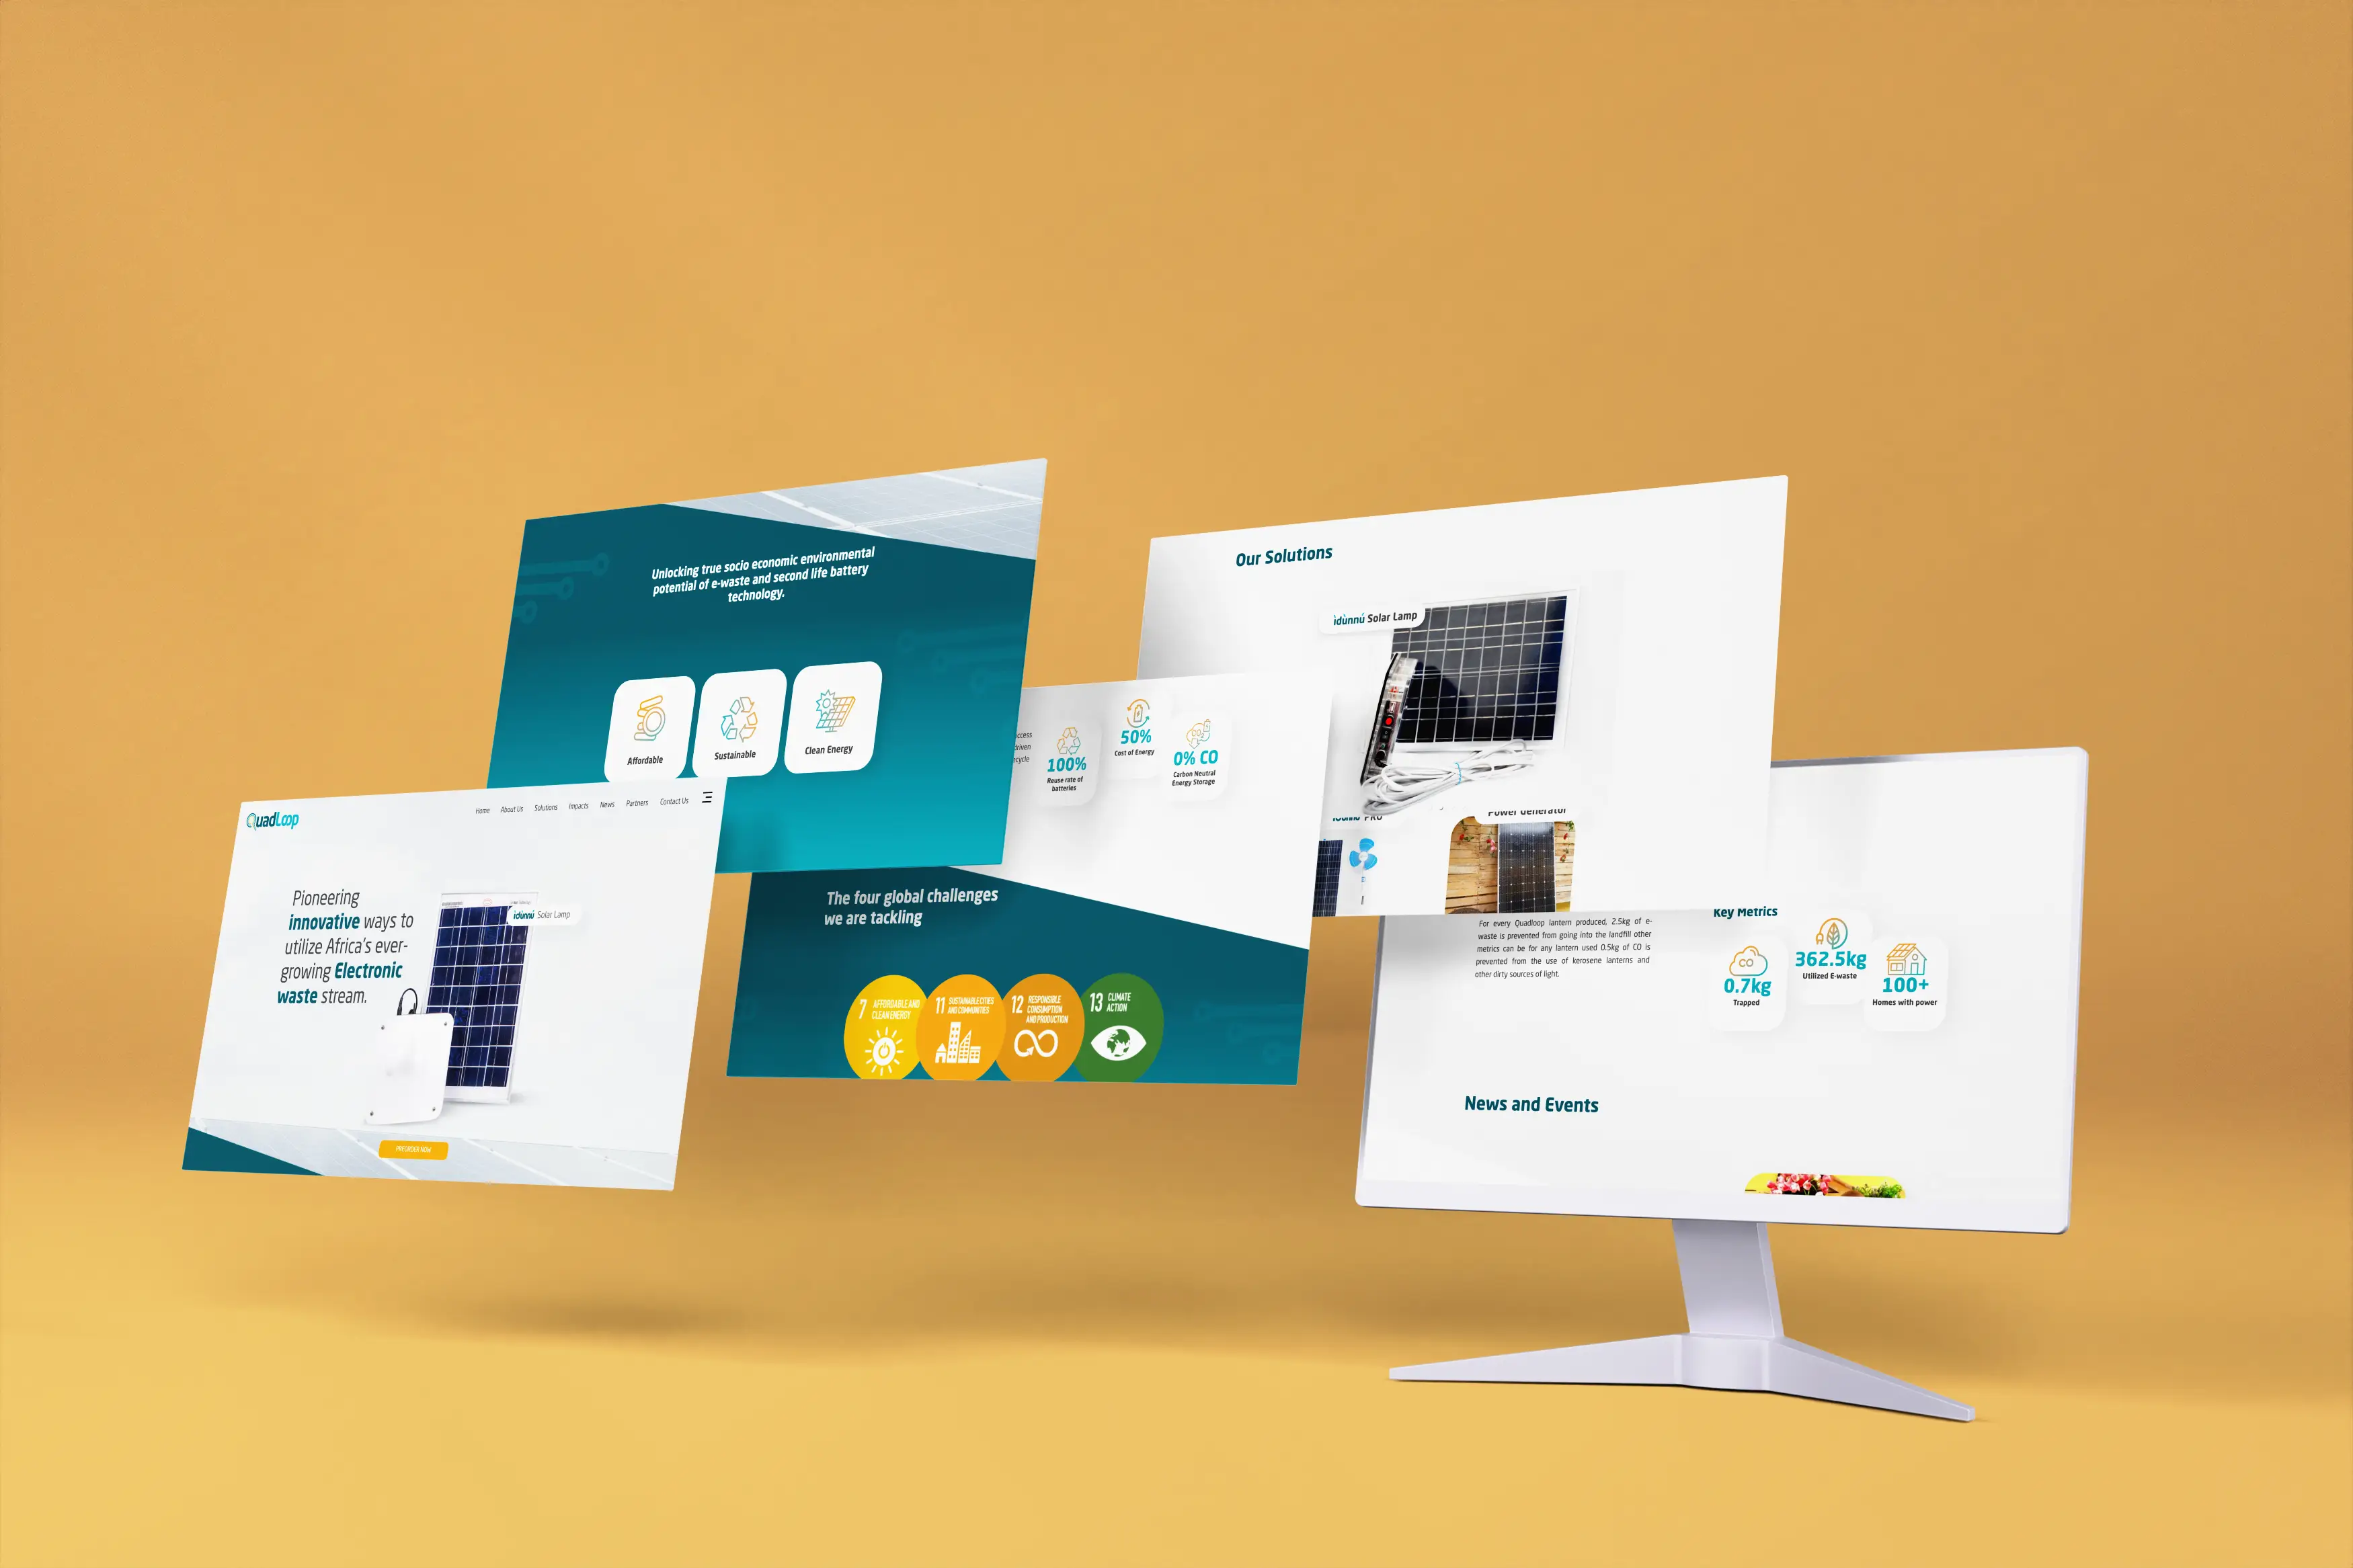 QuadLoop
Home About Us Solutions Impacts News Partners Contact Us
Pioneering
innovative ways to
utilize Africa's ever-
growing Electronic
waste stream.
ìdùnnú Solar Lamp
PREORDER NOW
Unlocking true socio economic environmental
potential of e-waste and second life battery
technology.
Affordable
Sustainable
Clean Energy
ccess
driven
ecycle
100%
Reuse rate of
batteries
50%
Cost of Energy
0% CO
Carbon Neutral
Energy Storage
The four global challenges
we are tackling
7 AFFORDABLE AND
CLEAN ENERGY
11 SUSTAINABLE CITIES
AND COMMUNITIES
12 RESPONSIBLE
CONSUMPTION
AND PRODUCTION
13 CLIMATE
ACTION
Our Solutions
ìdùnnú Solar Lamp
PRO
Power Generator
For every Quadloop lantern produced, 2.5kg of e-
waste is prevented from going into the landfill other
metrics can be for any lantern used 0.5kg of CO is
prevented from the use of kerosene lanterns and
other dirty sources of light.
Key Metrics
CO
0.7kg
Trapped
362.5kg
Utilized E-waste
100+
Homes with power
News and Events